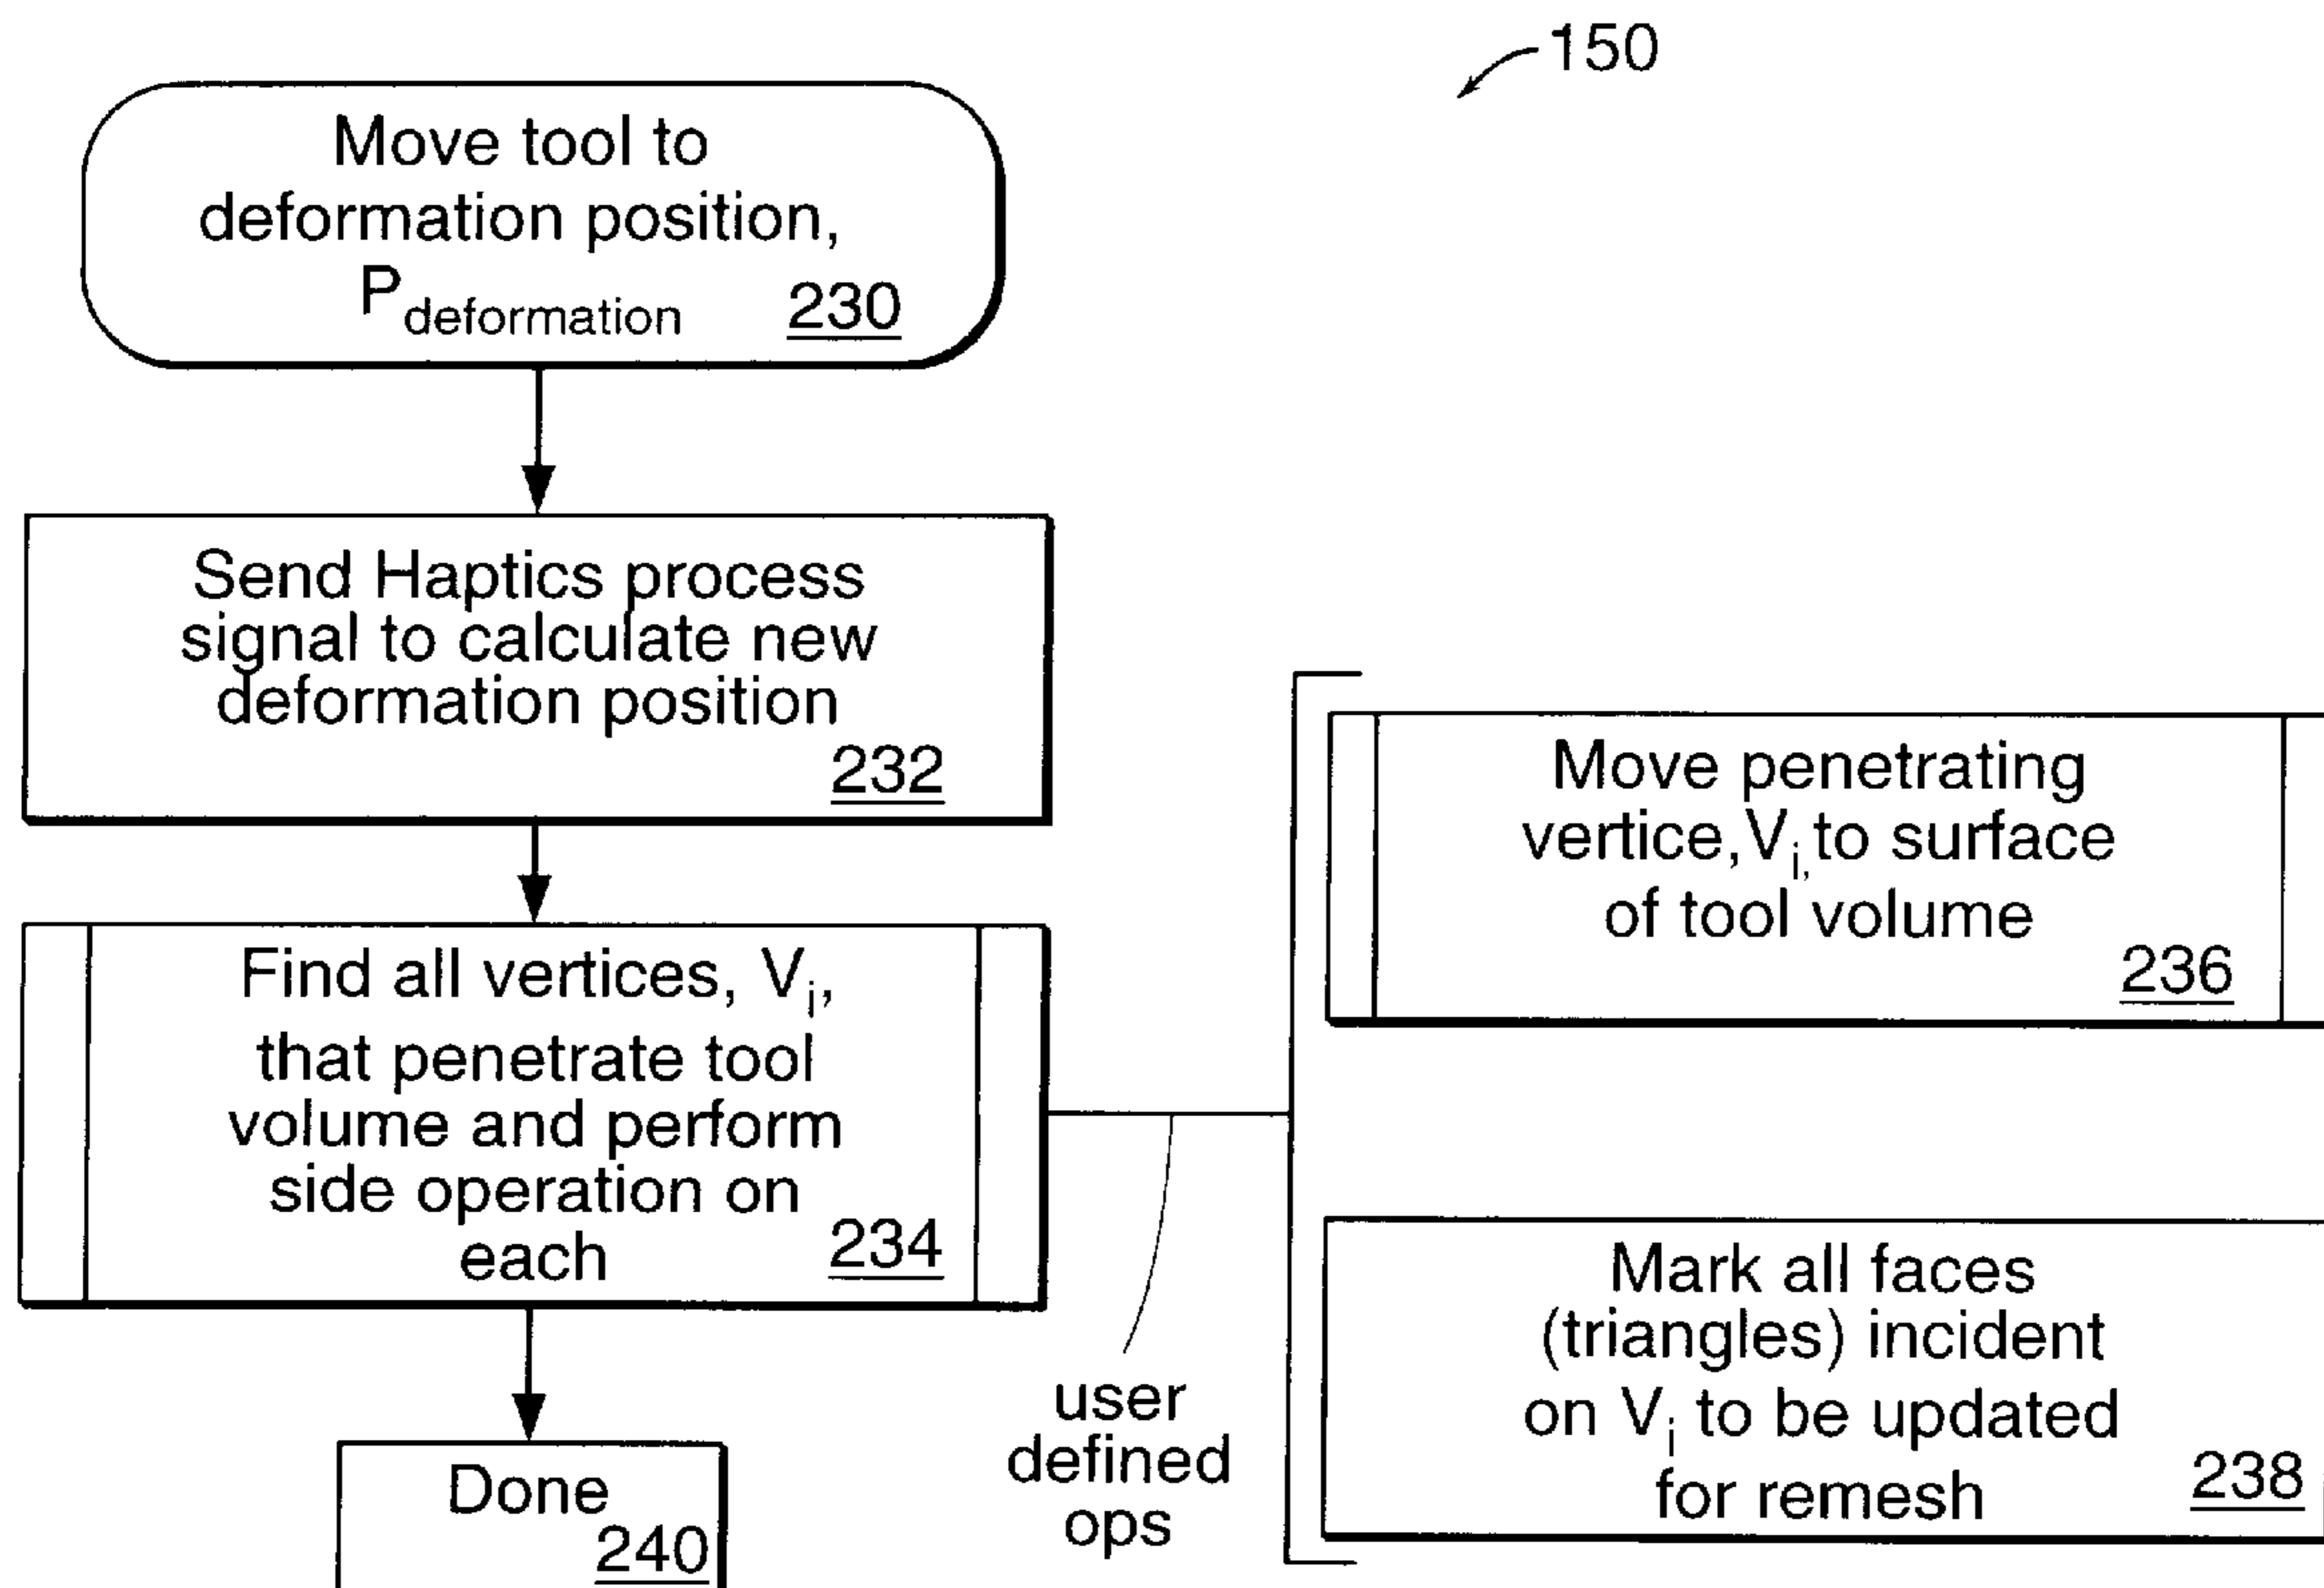 150
Move tool to
deformation position,
P deformation 230
Send Haptics process
signal to calculate new
deformation position
232
Find all vertices, Vi,
that penetrate tool
volume and perform
side operation on
each 234
Done
240
user
defined
ops
Move penetrating
vertice, Vi, to surface
of tool volume
236
Mark all faces
(triangles) incident
on Vi to be updated
for remesh 238